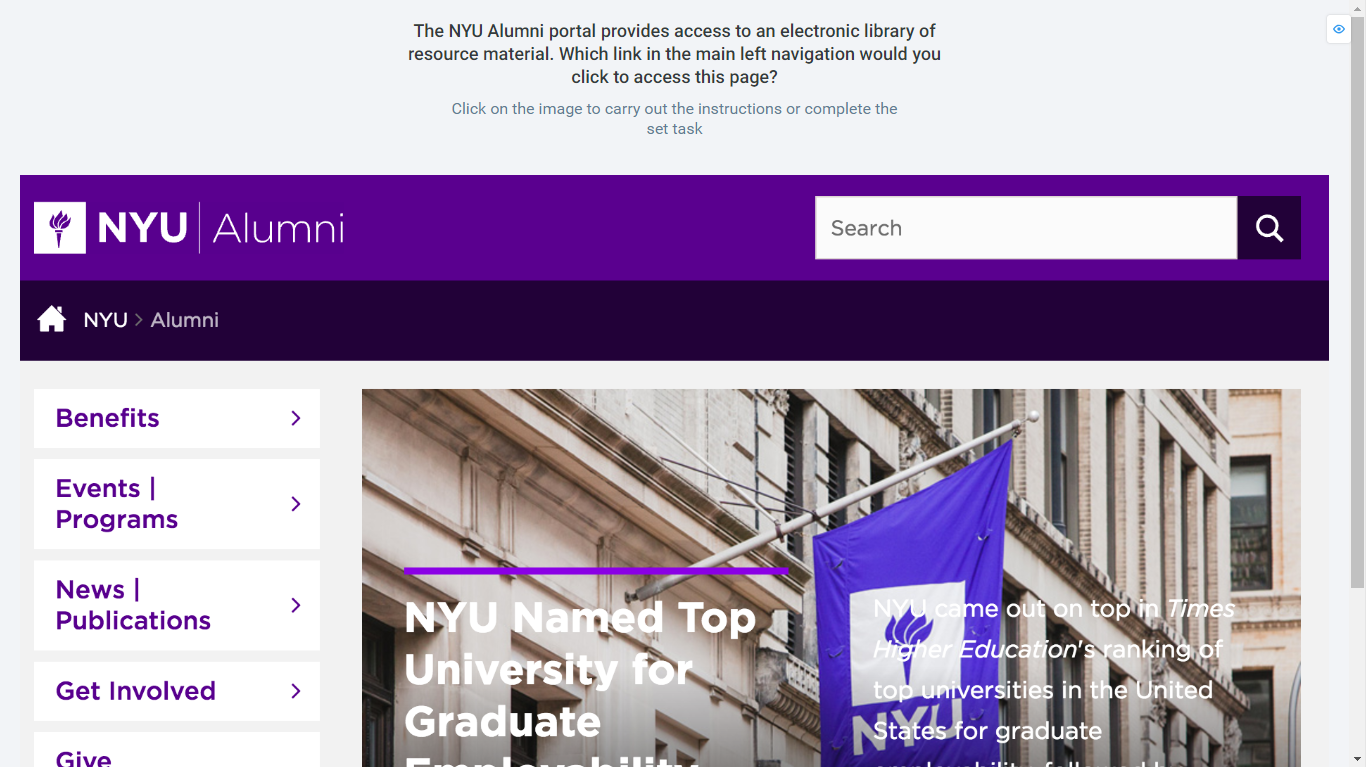 The NYU Alumni portal provides access to an electronic library of
resource material. Which link in the main left navigation would you
click to access this page?
Click on the image to carry out the instructions or complete the
set task
NYU | Alumni
Search
NYU > Alumni
Benefits
Events |
Programs
News |
Publications
Get Involved
Give
NYU Named Top
University for
Graduate
Employability
NYU came out on top in Times
Higher Education's ranking of
top universities in the United
States for graduate
NYU